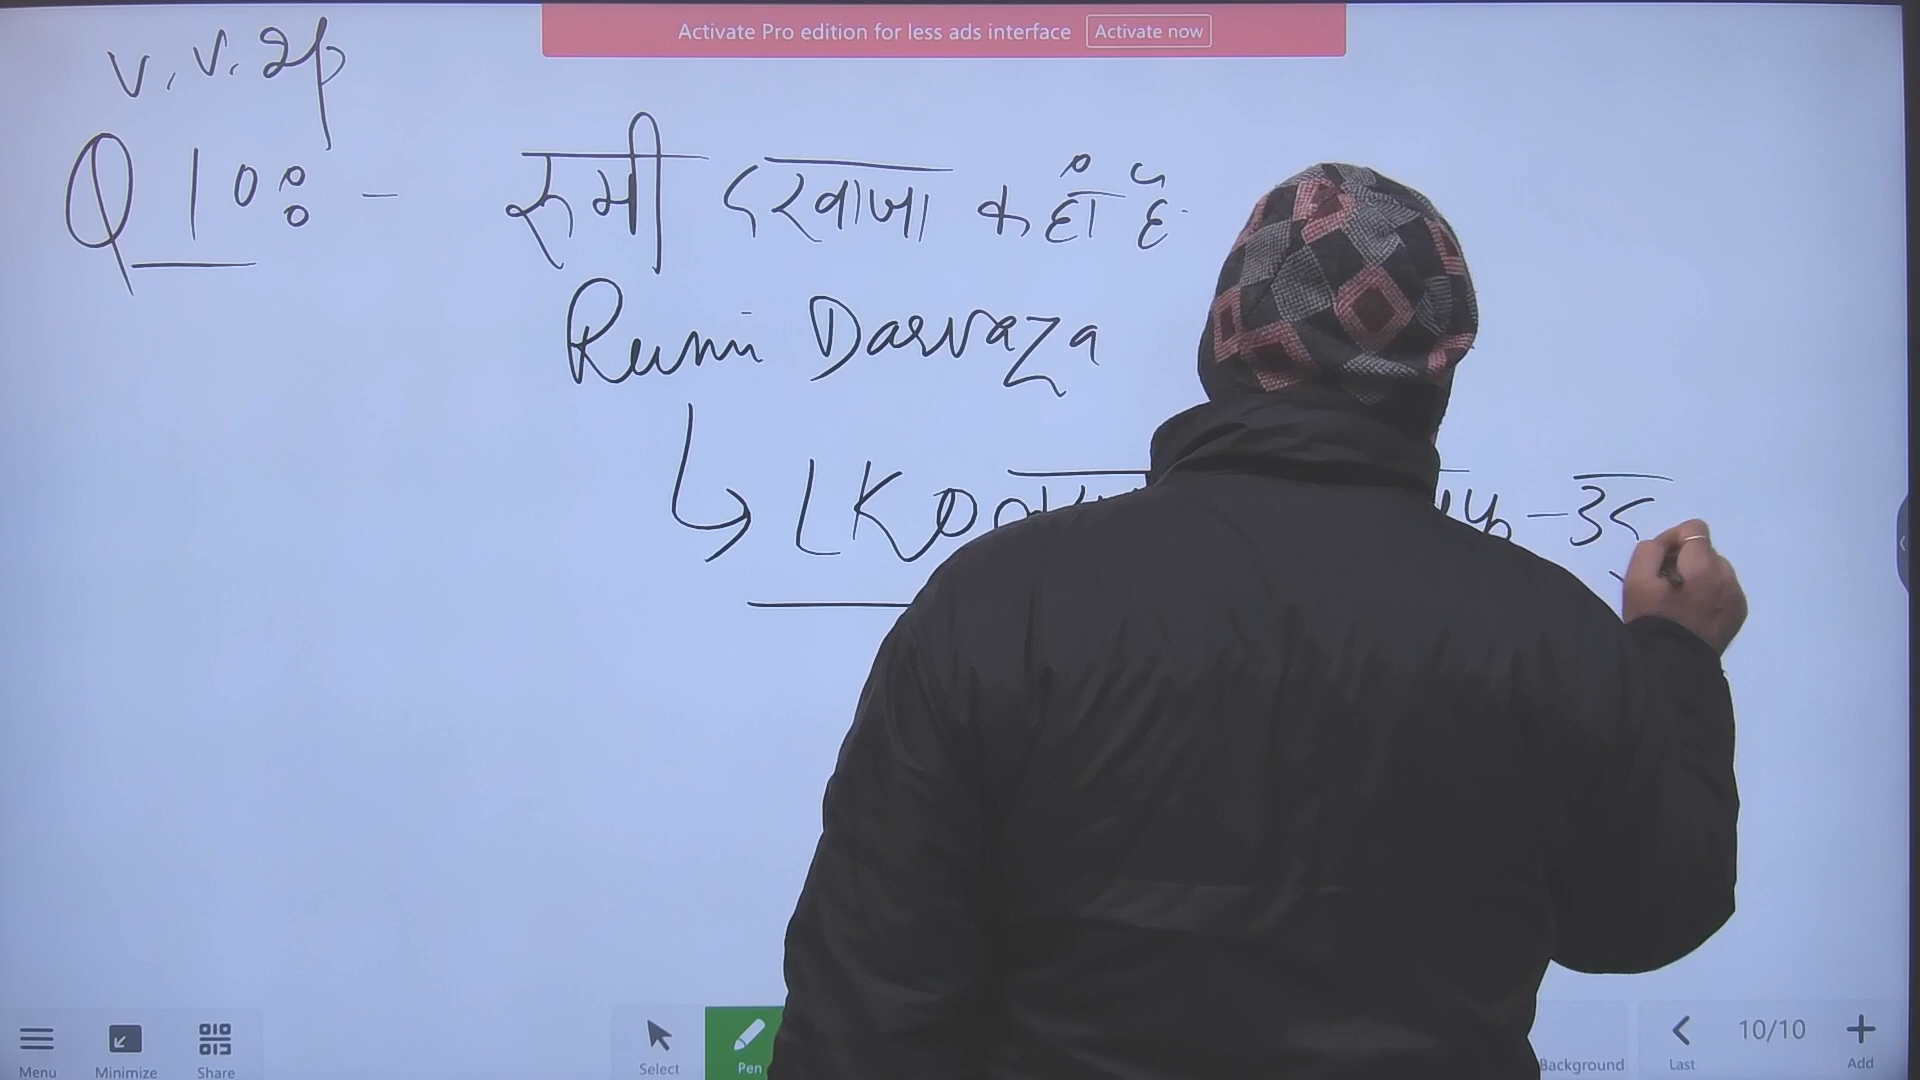 Activate Pro edition for less ads interface Activate now
V. V. 2p
Q 10 :-
रुमी दरवाजा कहाँ है
Rumi Darvaza
↳ LKO
Menu Minimize Share Select Pen Background Last 10/10 Add